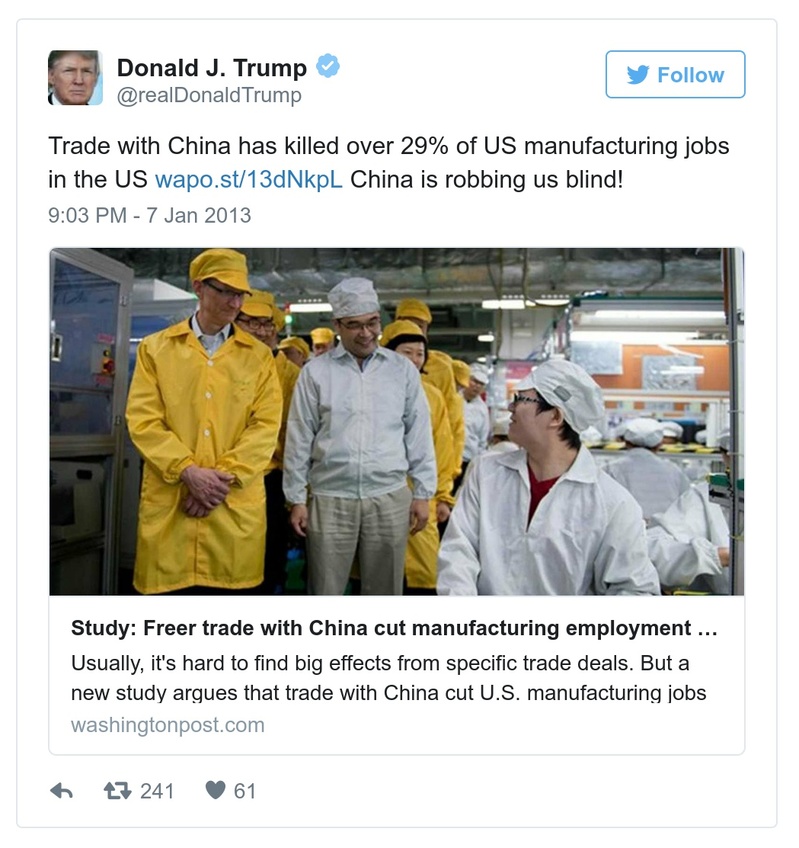 Donald J. Trump
@realDonaldTrump
Follow
Trade with China has killed over 29% of US manufacturing jobs
in the US wapo.st/13dNkpL China is robbing us blind!
9:03 PM - 7 Jan 2013
Study: Freer trade with China cut manufacturing employment ...
Usually, it's hard to find big effects from specific trade deals. But a
new study argues that trade with China cut U.S. manufacturing jobs
washingtonpost.com
241
61